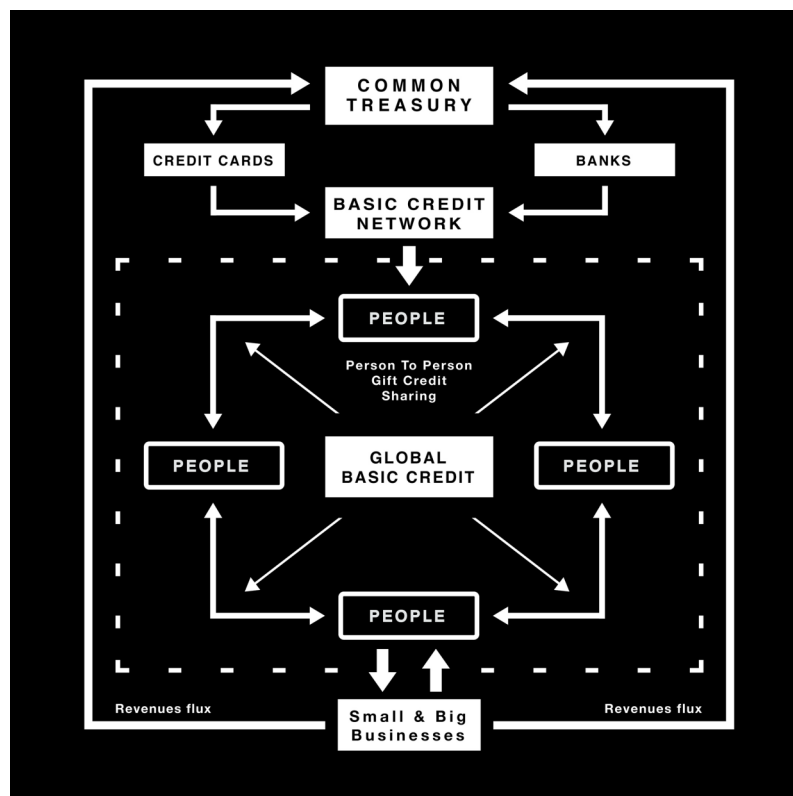 COMMON
TREASURY
CREDIT CARDS
BANKS
BASIC CREDIT
NETWORK
PEOPLE
Person To Person
Gift Credit
Sharing
PEOPLE
GLOBAL
BASIC CREDIT
PEOPLE
PEOPLE
Revenues flux
Small & Big
Businesses
Revenues flux